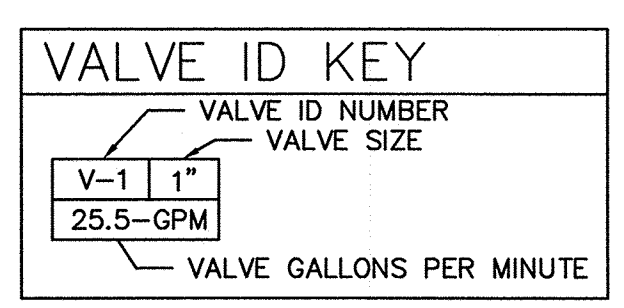 VALVE ID KEY
VALVE ID NUMBER
VALVE SIZE
V-1 1"
25.5-GPM
VALVE GALLONS PER MINUTE